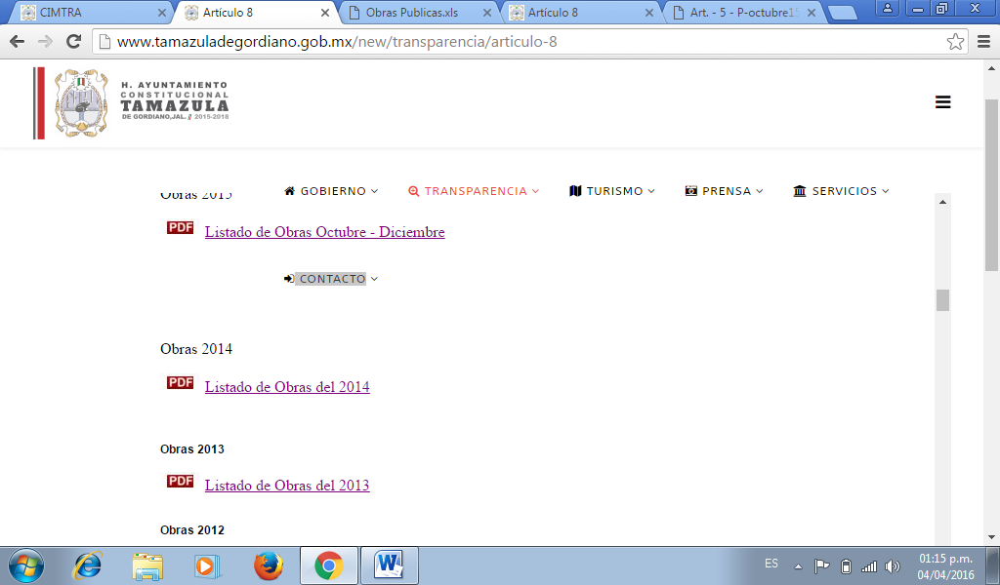 CIMTRA
Artículo 8
Obras Publicas.xls
Artículo 8
Art. - 5 - P-octubre15
www.tamazuladegordiano.gob.mx/new/transparencia/articulo-8
H. AYUNTAMIENTO
CONSTITUCIONAL
TAMAZULA
DE GORDIANO,JAL. // 2015-2018
GOBIERNO
TRANSPARENCIA
TURISMO
PRENSA
SERVICIOS
Obras 2015
PDF Listado de Obras Octubre - Diciembre
CONTACTO
Obras 2014
PDF Listado de Obras del 2014
Obras 2013
PDF Listado de Obras del 2013
Obras 2012
ES
01:15 p.m.
04/04/2016